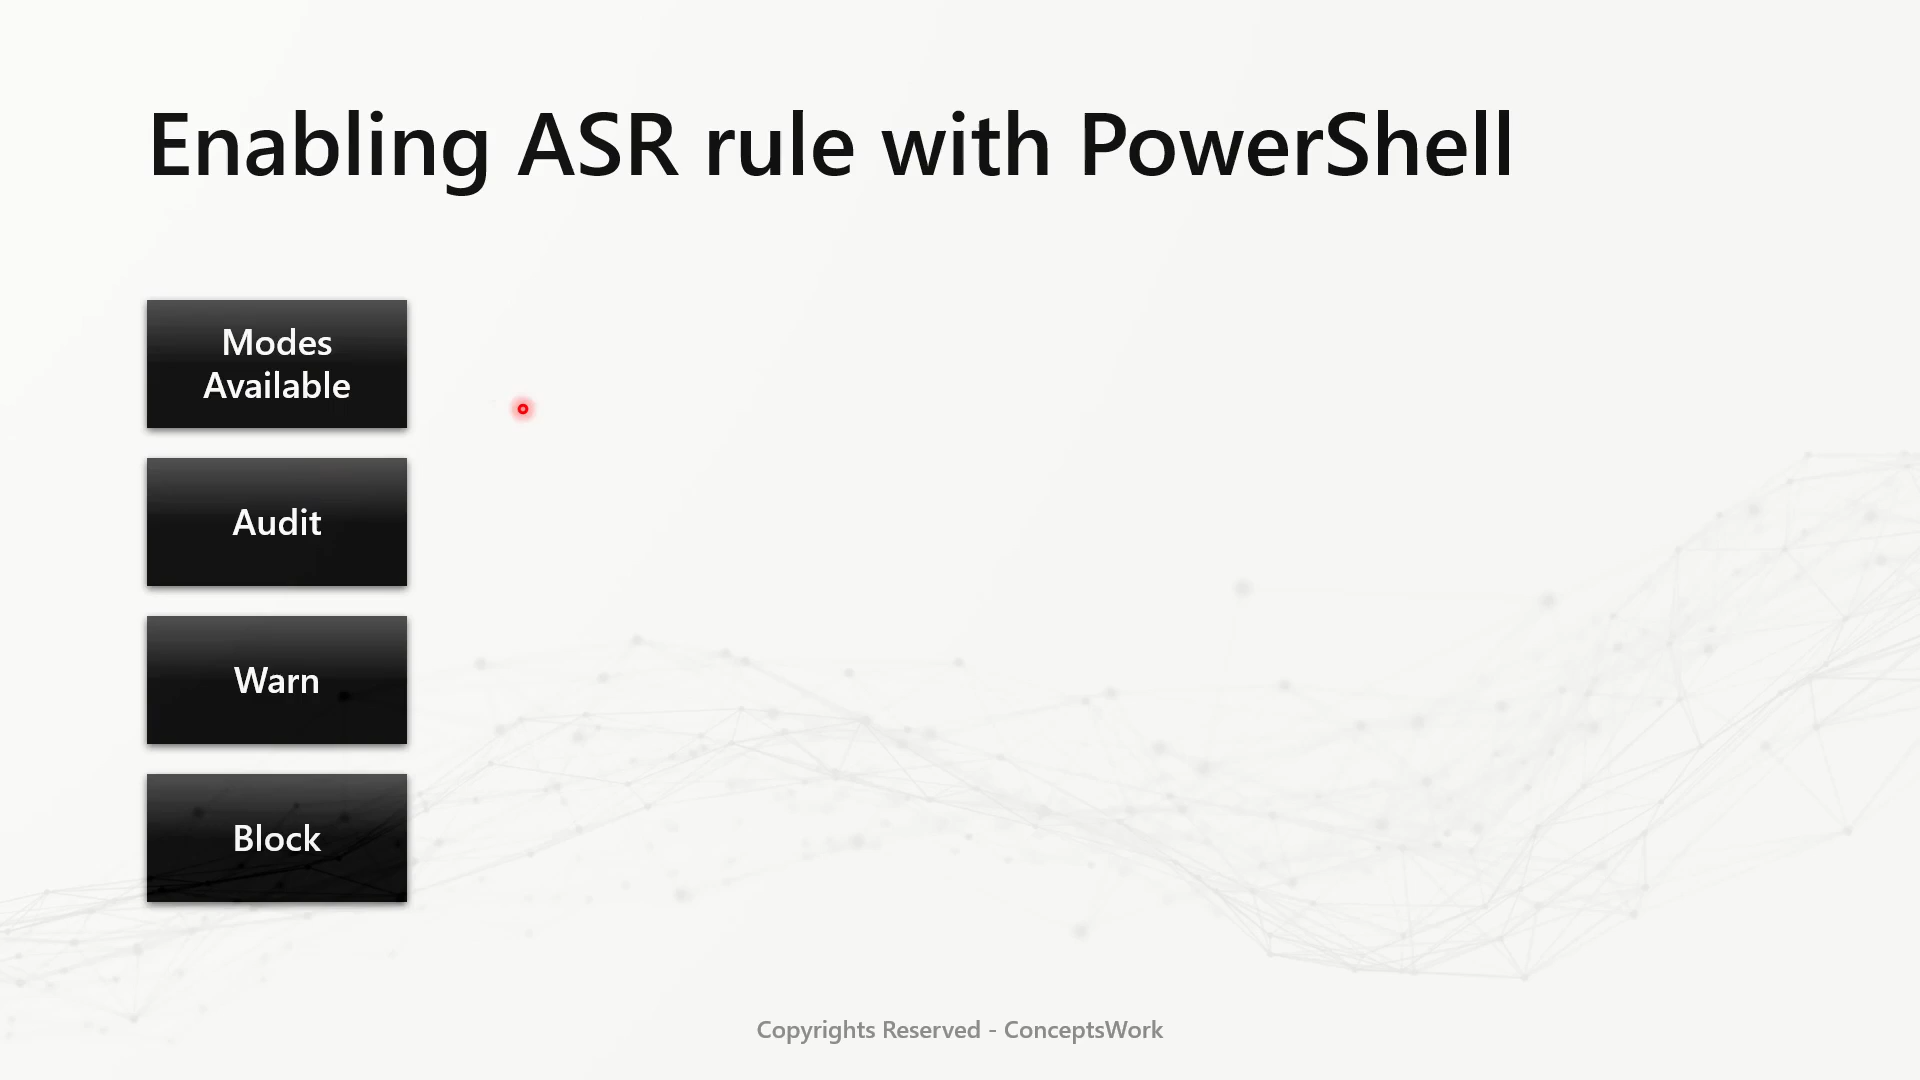 Enabling ASR rule with PowerShell
Modes
Available
Audit
Warn
Block
Copyrights Reserved - ConceptsWork